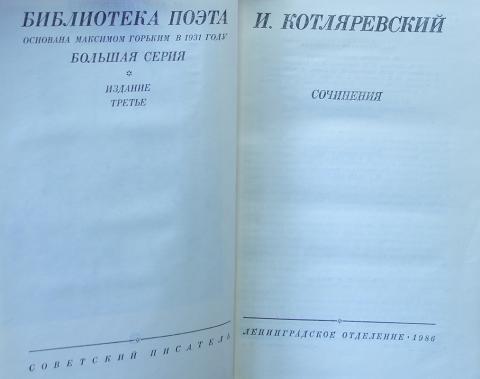 БИБЛИОТЕКА ПОЭТА
ОСНОВАНА МАКСИМОМ ГОРЬКИМ В 1931 ГОДУ
БОЛЬШАЯ СЕРИЯ
ИЗДАНИЕ
ТРЕТЬЕ
СОВЕТСКИЙ ПИСАТЕЛЬ
И. КОТЛЯРЕВСКИЙ
СОЧИНЕНИЯ
ЛЕНИНГРАДСКОЕ ОТДЕЛЕНИЕ · 1986